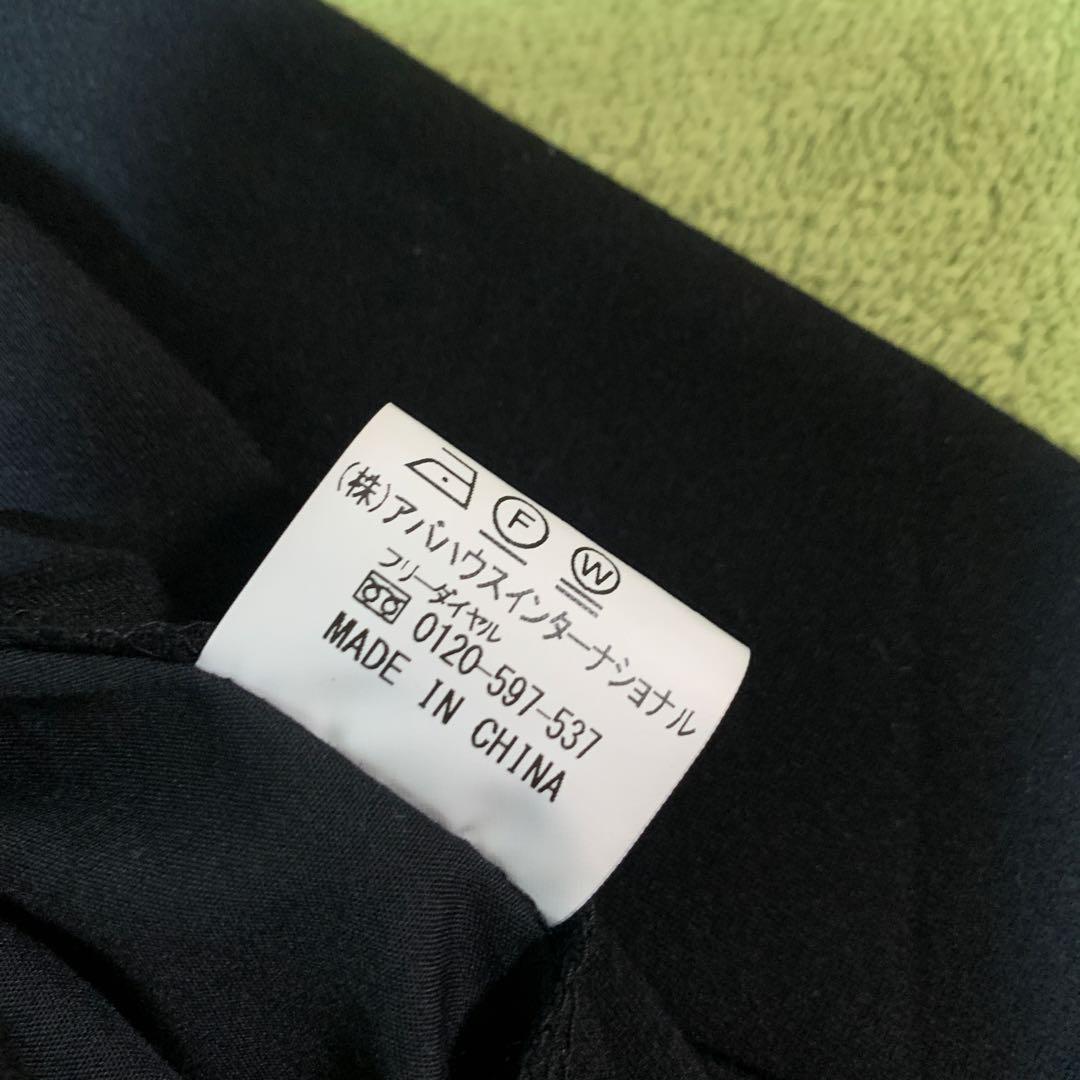 F W
(株)アバハウスインターナショナル
フリーダイヤル
0120-597-537
MADE IN CHINA